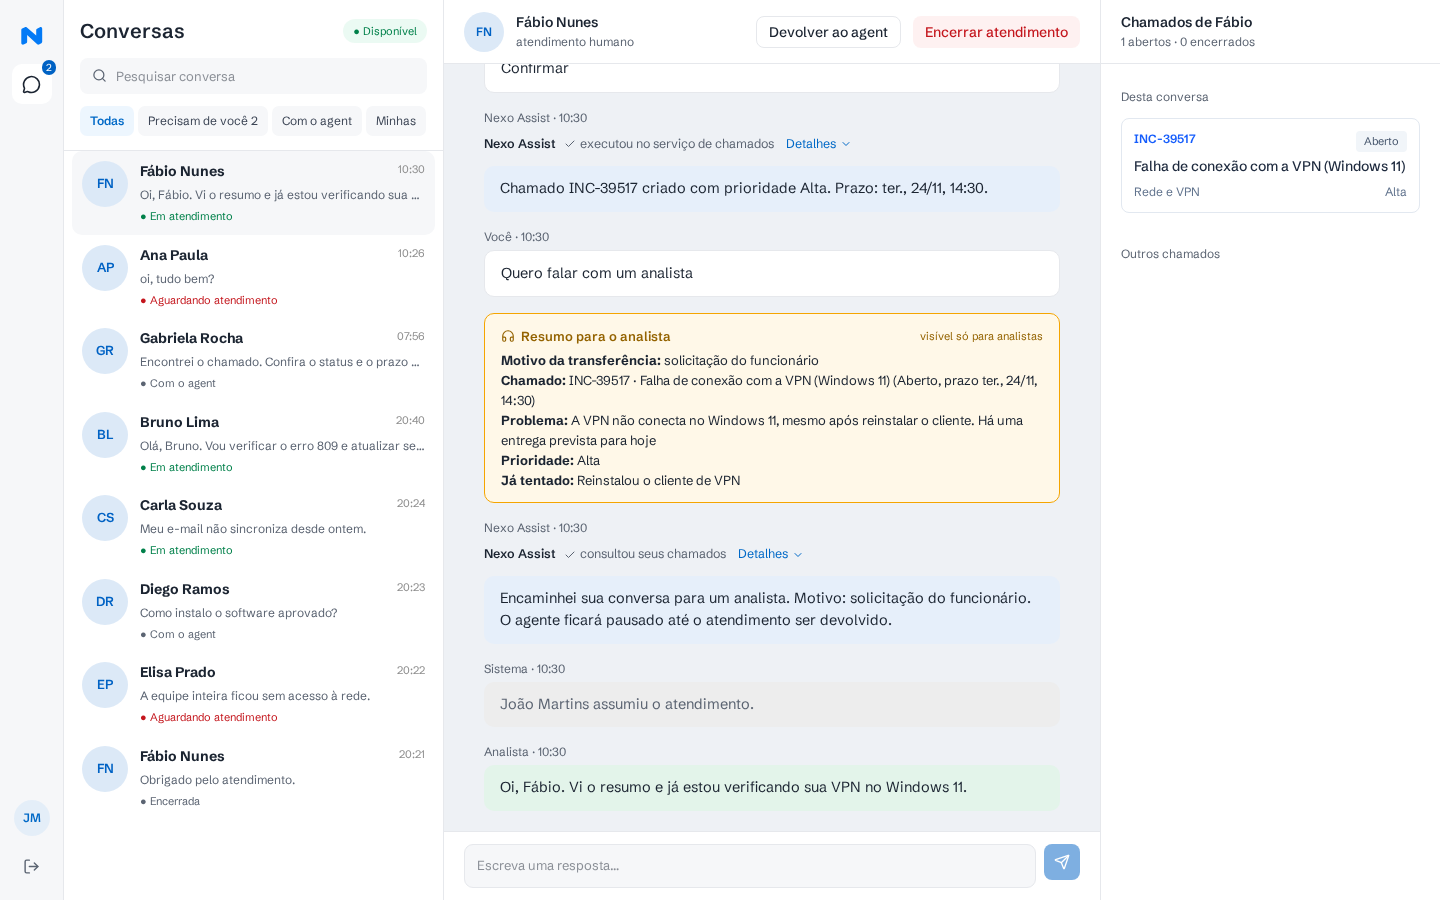 2
Conversas
● Disponível
Pesquisar conversa
Todas
Precisam de você 2
Com o agent
Minhas
FN
Fábio Nunes
10:30
Oi, Fábio. Vi o resumo e já estou verificando sua ...
● Em atendimento
AP
Ana Paula
10:26
oi, tudo bem?
● Aguardando atendimento
GR
Gabriela Rocha
07:56
Encontrei o chamado. Confira o status e o prazo ...
● Com o agent
BL
Bruno Lima
20:40
Olá, Bruno. Vou verificar o erro 809 e atualizar se...
● Em atendimento
CS
Carla Souza
20:24
Meu e-mail não sincroniza desde ontem.
● Em atendimento
DR
Diego Ramos
20:23
Como instalo o software aprovado?
● Com o agent
EP
Elisa Prado
20:22
A equipe inteira ficou sem acesso à rede.
● Aguardando atendimento
FN
Fábio Nunes
20:21
Obrigado pelo atendimento.
● Encerrada
JM
FN
Fábio Nunes
atendimento humano
Devolver ao agent
Encerrar atendimento
Confirmar
Nexo Assist · 10:30
Nexo Assist ✓ executou no serviço de chamados Detalhes
Chamado INC-39517 criado com prioridade Alta. Prazo: ter., 24/11, 14:30.
Você · 10:30
Quero falar com um analista
Resumo para o analista
visível só para analistas
Motivo da transferência: solicitação do funcionário
Chamado: INC-39517 · Falha de conexão com a VPN (Windows 11) (Aberto, prazo ter., 24/11,
14:30)
Problema: A VPN não conecta no Windows 11, mesmo após reinstalar o cliente. Há uma
entrega prevista para hoje
Prioridade: Alta
Já tentado: Reinstalou o cliente de VPN
Nexo Assist · 10:30
Nexo Assist ✓ consultou seus chamados Detalhes
Encaminhei sua conversa para um analista. Motivo: solicitação do funcionário.
O agente ficará pausado até o atendimento ser devolvido.
Sistema · 10:30
João Martins assumiu o atendimento.
Analista · 10:30
Oi, Fábio. Vi o resumo e já estou verificando sua VPN no Windows 11.
Escreva uma resposta...
Chamados de Fábio
1 abertos · 0 encerrados
Desta conversa
INC-39517
Aberto
Falha de conexão com a VPN (Windows 11)
Rede e VPN
Alta
Outros chamados